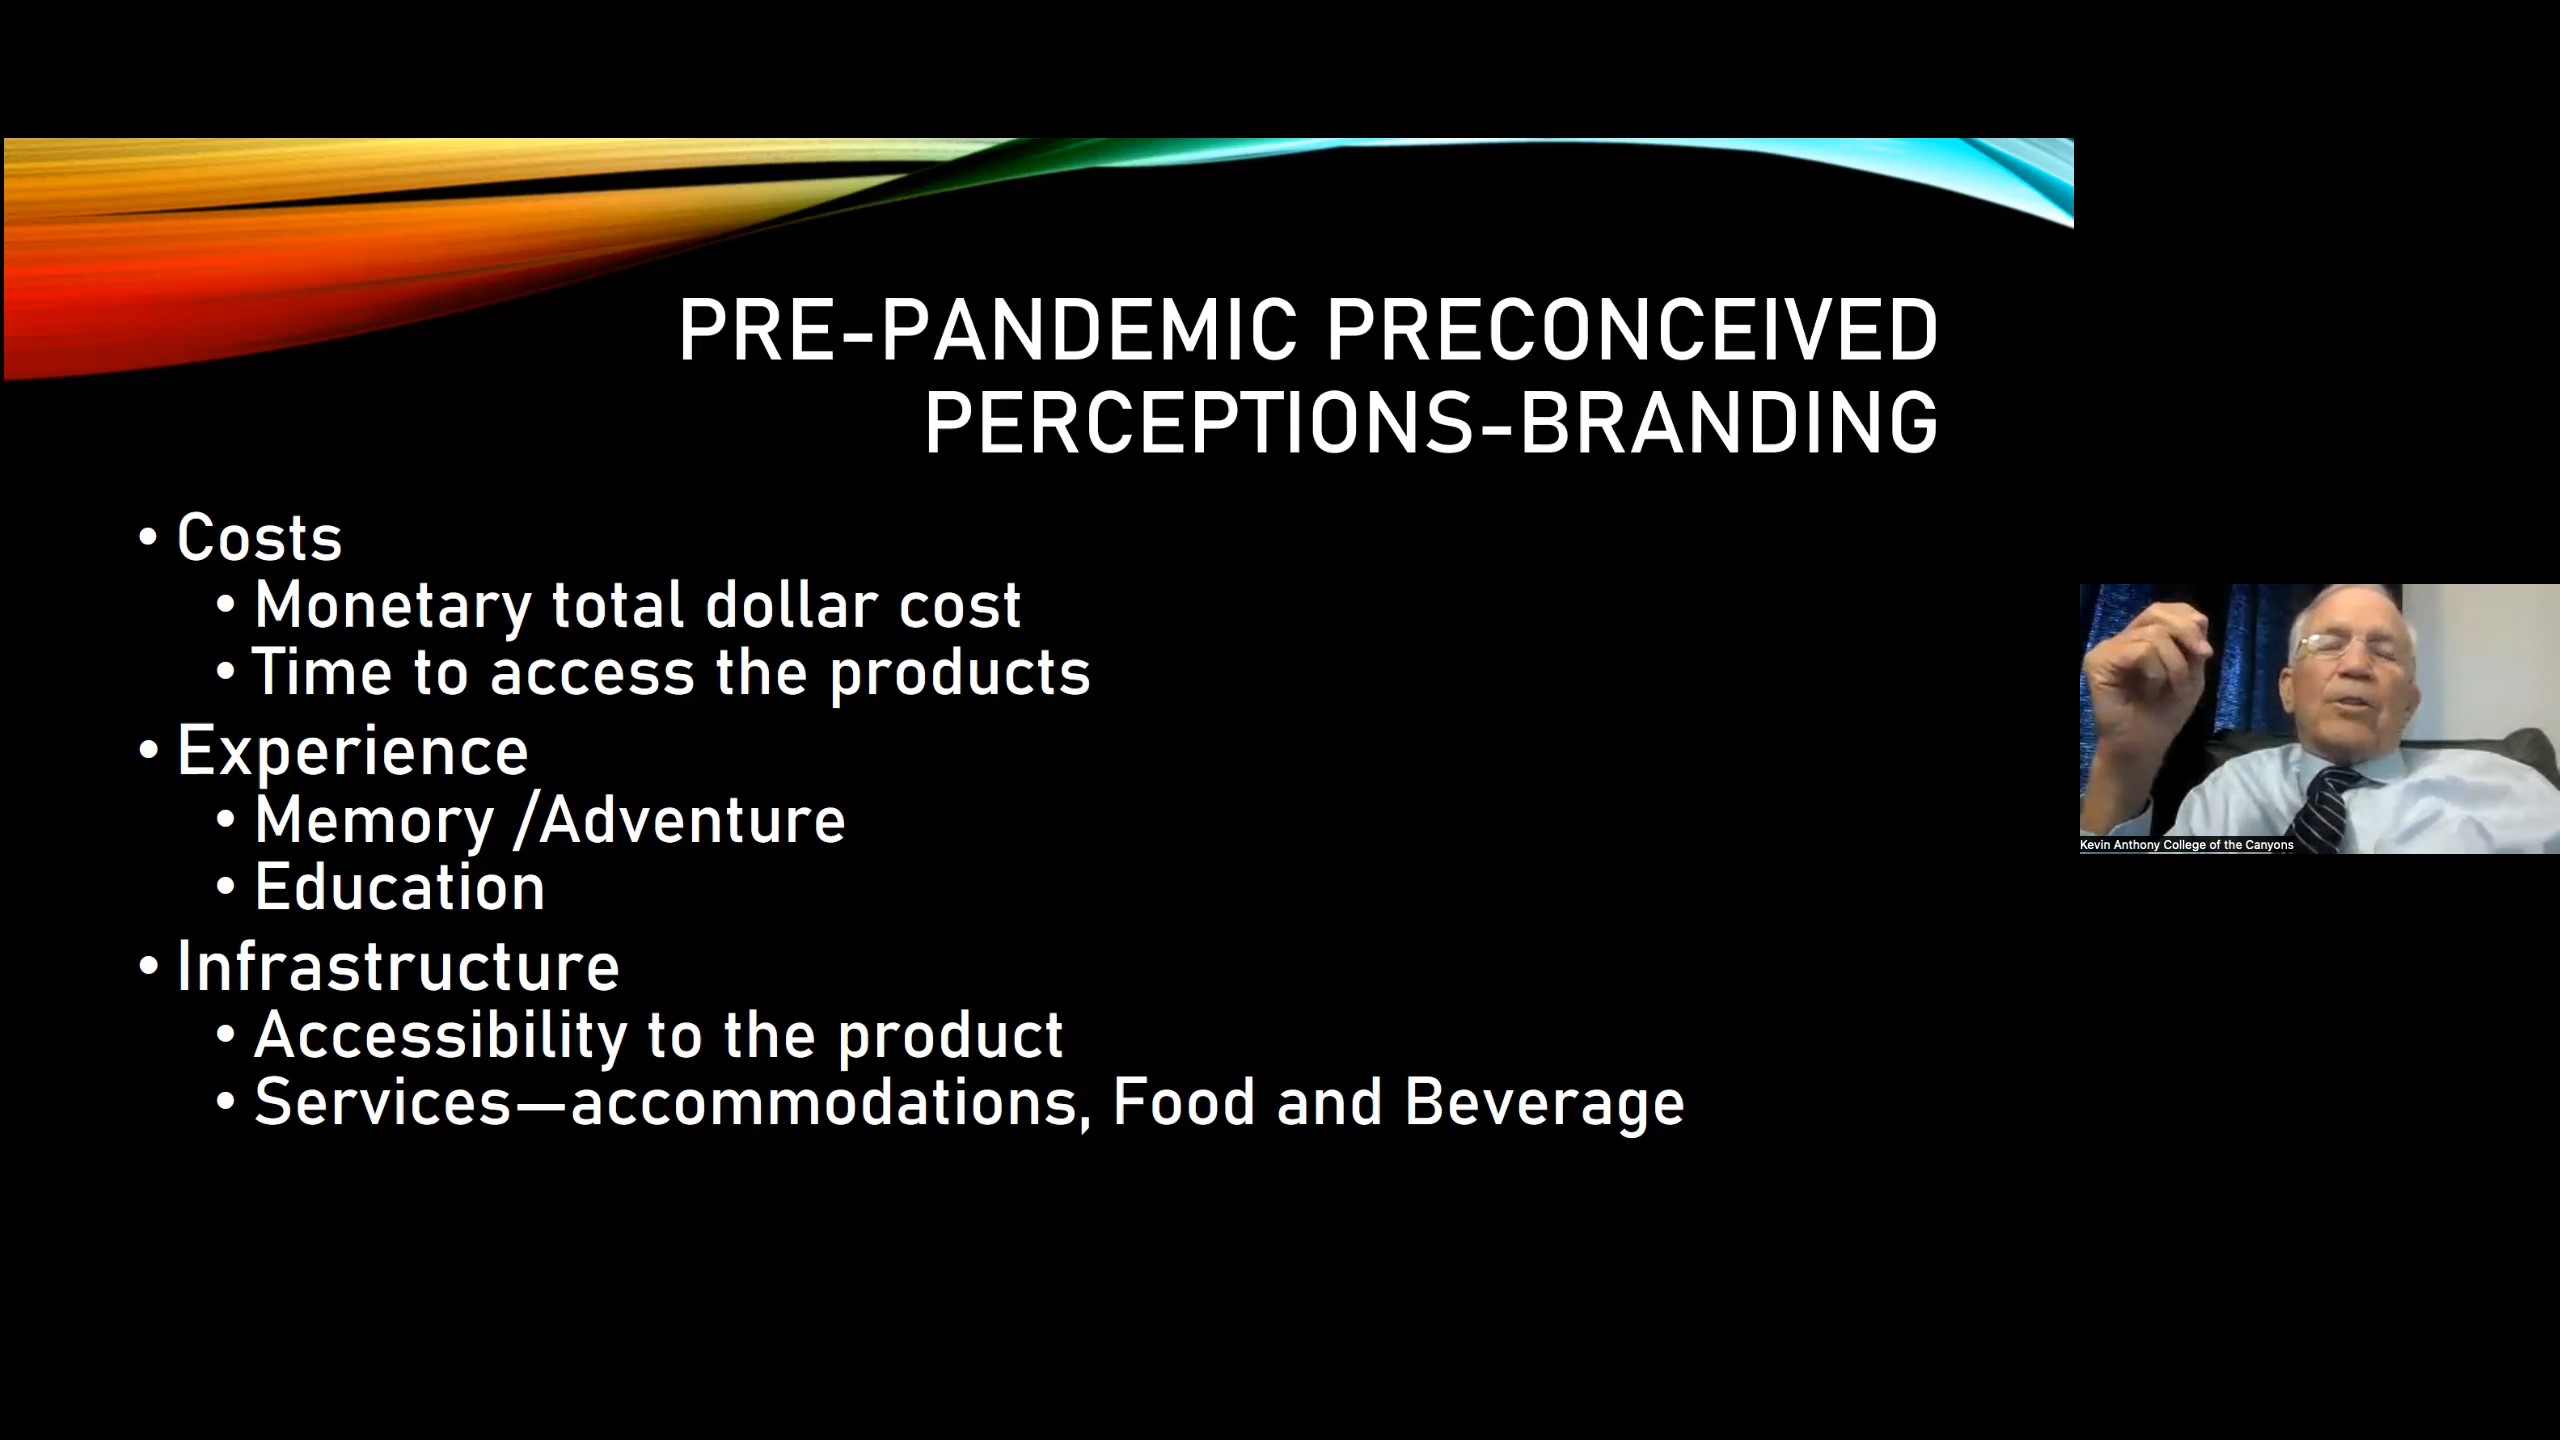 PRE-PANDEMIC PRECONCEIVED
PERCEPTIONS-BRANDING
• Costs
• Monetary total dollar cost
• Time to access the products
• Experience
• Memory /Adventure
• Education
• Infrastructure
• Accessibility to the product
• Services—accommodations, Food and Beverage
Kevin Anthony College of the Canyons